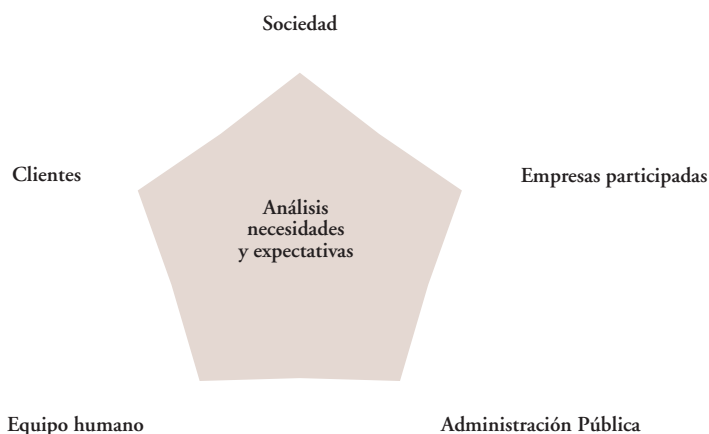 Sociedad
Clientes
Empresas participadas
Análisis
necesidades
y expectativas
Equipo humano
Administración Pública